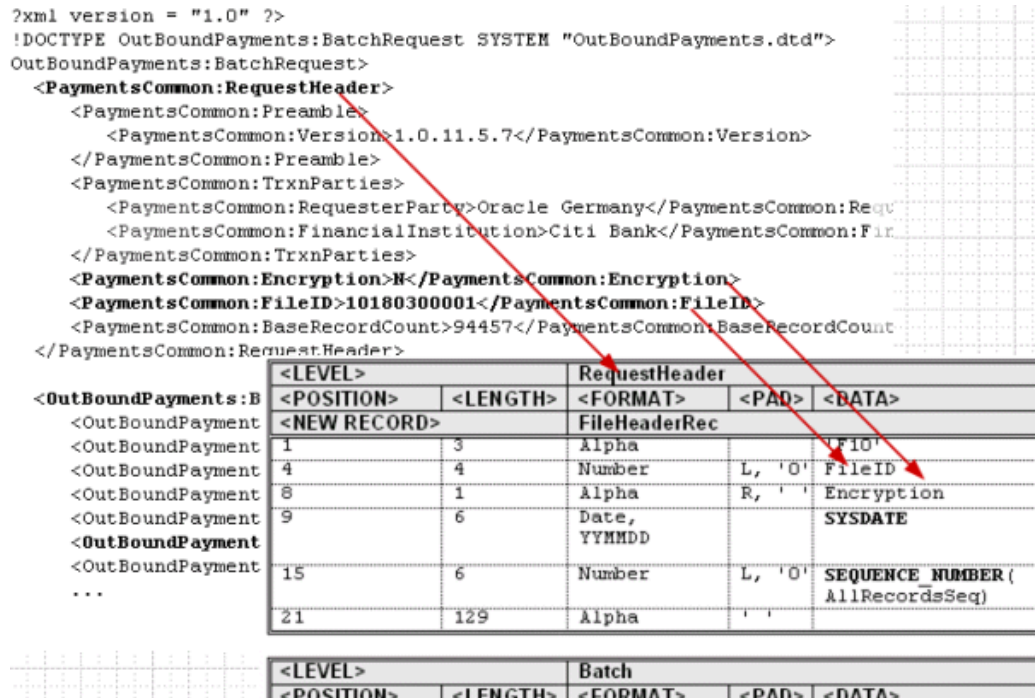 ?xml version = "1.0" ?>
!DOCTYPE OutBoundPayments:BatchRequest SYSTEM "OutBoundPayments.dtd">
OutBoundPayments:BatchRequest>
<PaymentsCommon:RequestHeader>
<PaymentsCommon:Preamble>
<PaymentsCommon:Version>1.0.11.5.7</PaymentsCommon:Version>
</PaymentsCommon:Preamble>
<PaymentsCommon:TrxnParties>
<PaymentsCommon:RequesterParty>Oracle Germany</PaymentsCommon:Requ
<PaymentsCommon:FinancialInstitution>Citi Bank</PaymentsCommon:Fin
</PaymentsCommon:TrxnParties>
<PaymentsCommon:Encryption>N</PaymentsCommon:Encryption>
<PaymentsCommon:FileID>10180300001</PaymentsCommon:FileID>
<PaymentsCommon:BaseRecordCount>94457</PaymentsCommon:BaseRecordCount
</PaymentsCommon:RequestHeader>
<OutBoundPayments:B
<OutBoundPayment
<OutBoundPayment
<OutBoundPayment
<OutBoundPayment
<OutBoundPayment
<OutBoundPayment
<OutBoundPayment
...
<LEVEL> RequestHeader
<POSITION> <LENGTH> <FORMAT> <PAD> <DATA>
<NEW RECORD> FileHeaderRec
1 3 Alpha 'F10'
4 4 Number L, '0' FileID
8 1 Alpha R, ' ' Encryption
9 6 Date, SYSDATE
YYMMDD
15 6 Number L, '0' SEQUENCE_NUMBER(
AllRecordsSeq)
21 129 Alpha ' '
<LEVEL> Batch
<POSITION> <LENGTH> <FORMAT> <PAD> <DATA>